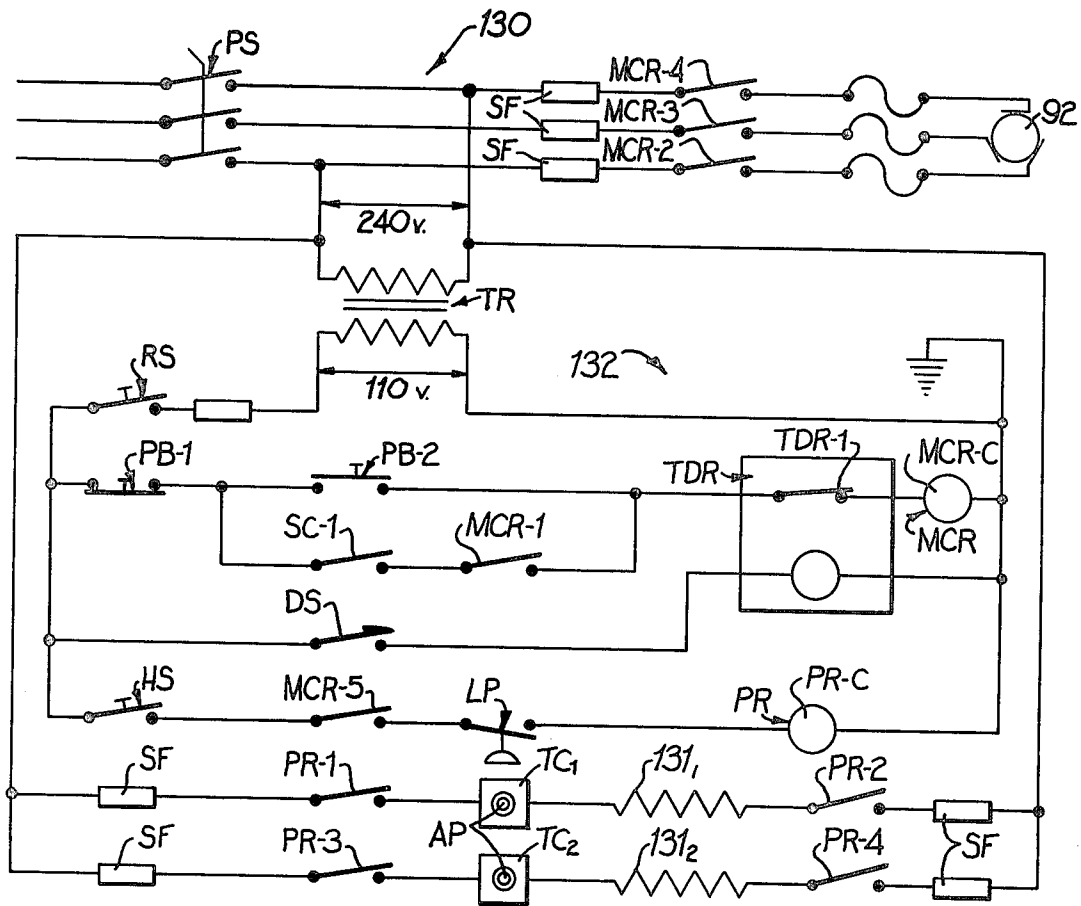 130
PS
MCR-4
SF
MCR-3
92
SF
MCR-2
240 v.
TR
RS
132
110 v.
PB-1
PB-2
TDR
TDR-1
MCR-C
SC-1
MCR-1
MCR
DS
HS
MCR-5
LP
PR
PR-C
SF
PR-1
TC1
131₁
PR-2
AP
SF
PR-3
TC2
131₂
PR-4
SF